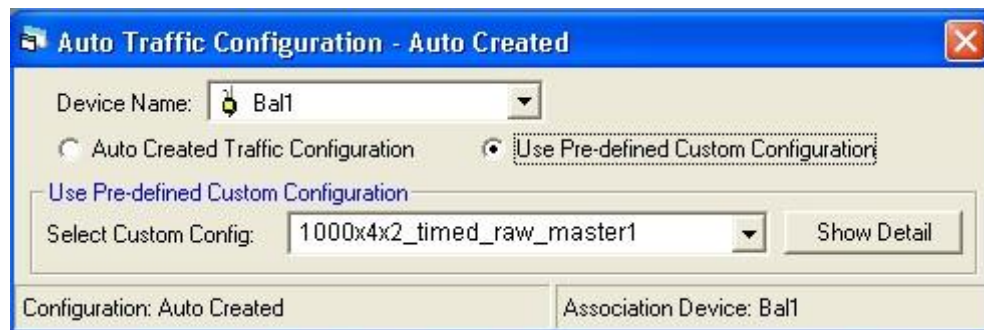 Auto Traffic Configuration - Auto Created
Device Name: Bal1
Auto Created Traffic Configuration Use Pre-defined Custom Configuration
Use Pre-defined Custom Configuration
Select Custom Config: 1000x4x2_timed_raw_master1 Show Detail
Configuration: Auto Created Association Device: Bal1